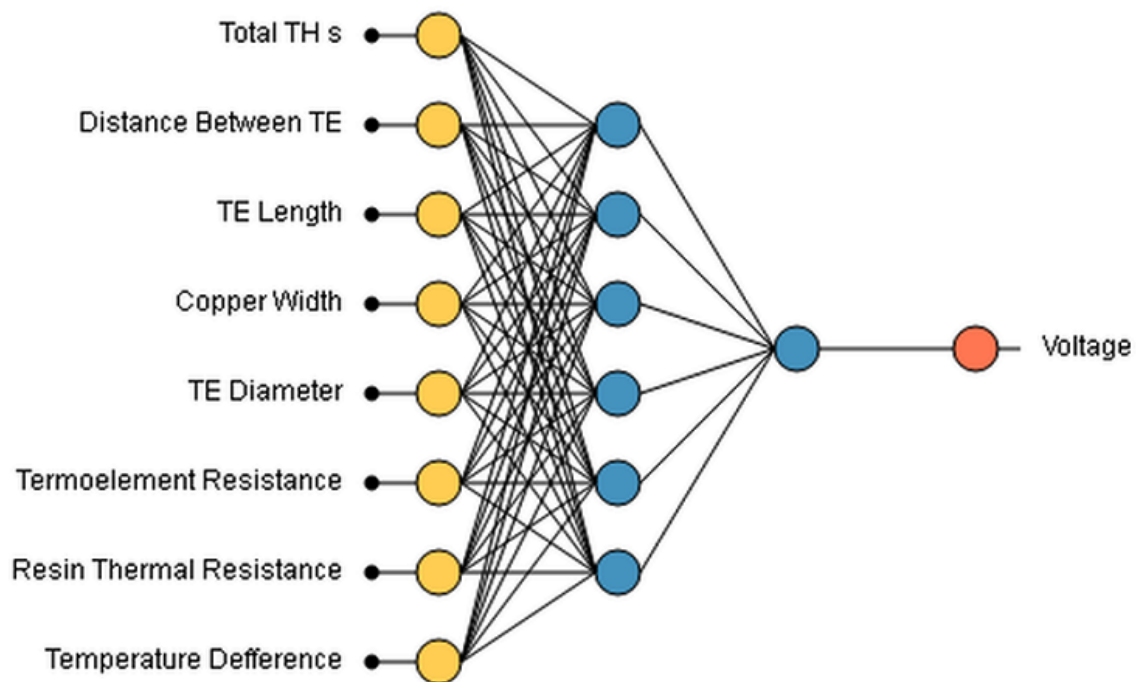 Total TH s
Distance Between TE
TE Length
Copper Width
TE Diameter
Termoelement Resistance
Resin Thermal Resistance
Temperature Defference
Voltage